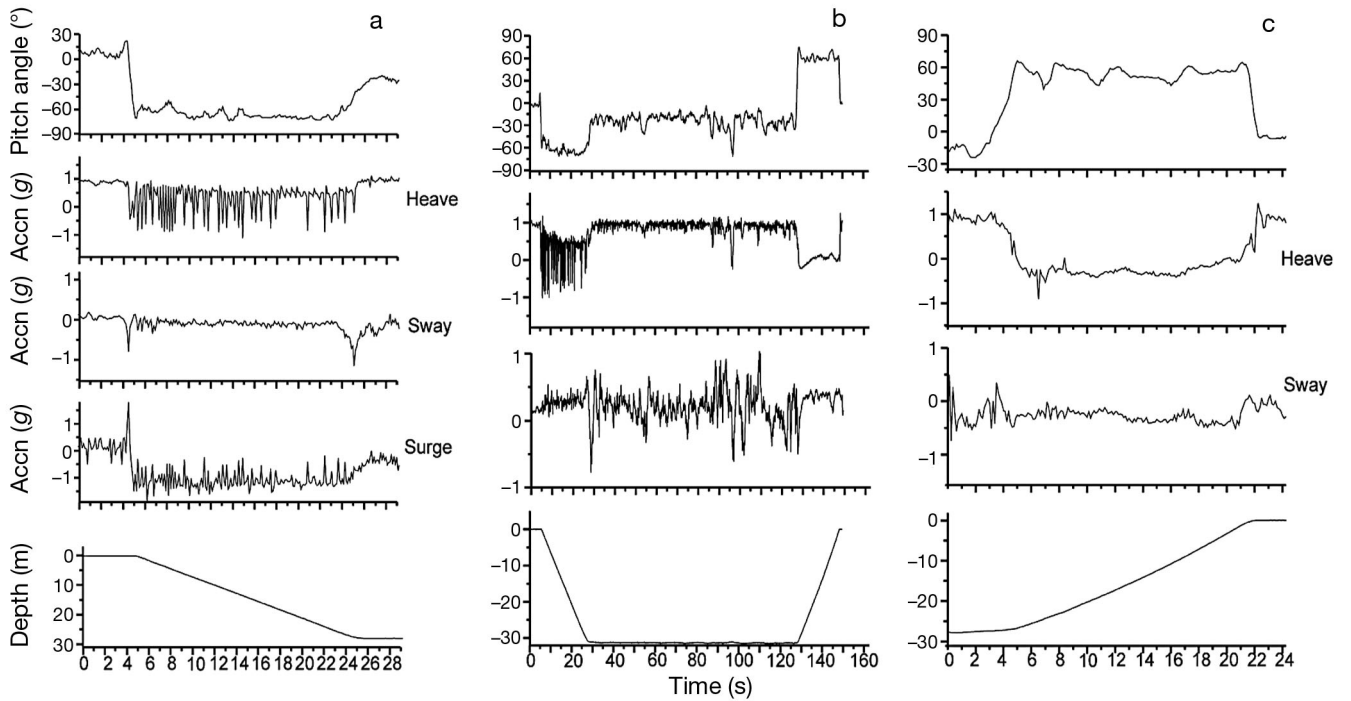 a
b
c
Pitch angle (°)
30
0
–30
–60
–90
90
60
30
0
–30
–60
–90
90
60
30
0
–30
Accn (g)
1
0
–1
Heave
1
0
–1
1
0
–1
Heave
Accn (g)
1
0
–1
Sway
1
0
–1
1
0
–1
Sway
Accn (g)
1
0
–1
Surge
Depth (m)
0
10
20
30
0
–10
–20
–30
0
–10
–20
–30
0 2 4 6 8 10 12 14 16 18 20 22 24 26 28
0 20 40 60 80 100 120 140 160
0 2 4 6 8 10 12 14 16 18 20 22 24
Time (s)